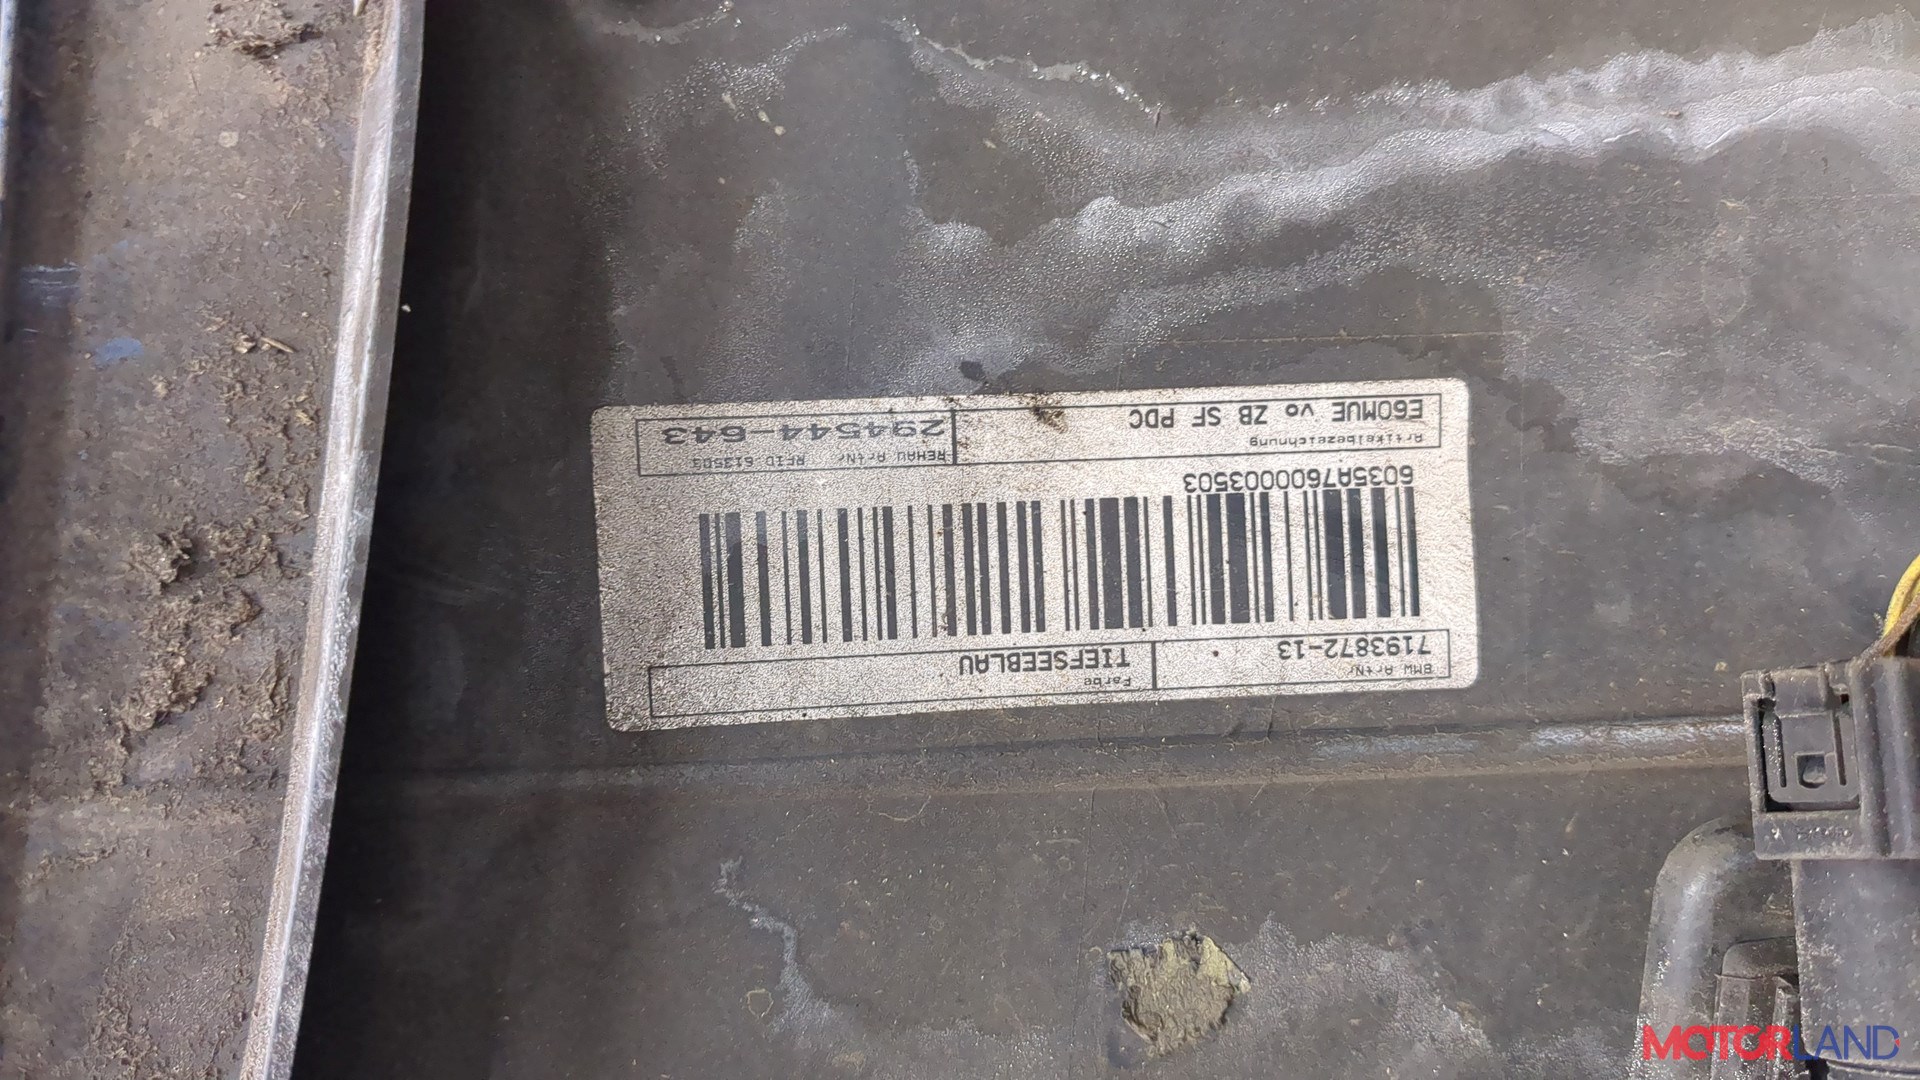 BMW ArtNr
7193872-13
Farbe
TIEFSEEBLAU
6D35A7600003503
Artikelbezeichnung
E60MUE vo ZB SF PDC
REHAU ArtNr RFID 613503
294544-643
MOTORLAND